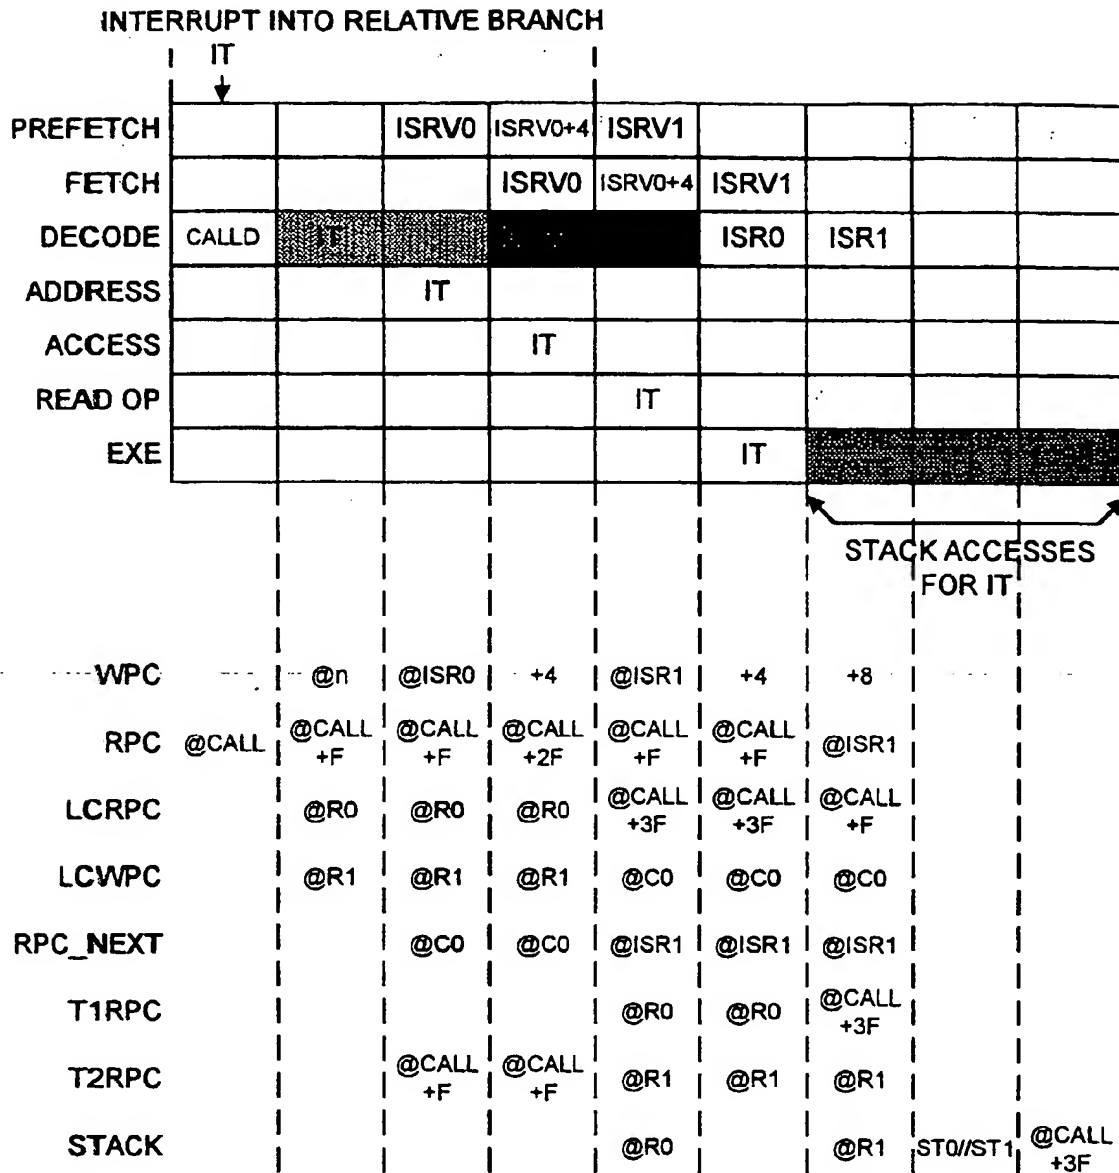 INTERRUPT INTO RELATIVE BRANCH
IT
PREFETCH ISRV0 ISRV0+4 ISRV1
FETCH ISRV0 ISRV0+4 ISRV1
DECODE CALLD IT ISR0 ISR1
ADDRESS IT
ACCESS IT
READ OP IT
EXE IT
STACK ACCESSES
FOR IT
WPC @n @ISR0 +4 @ISR1 +4 +8
RPC @CALL @CALL +F @CALL +F @CALL +2F @CALL +F @CALL +F @ISR1
LCRPC @R0 @R0 @R0 @CALL +3F @CALL +3F @CALL +F
LCWPC @R1 @R1 @R1 @C0 @C0 @C0
RPC_NEXT @C0 @C0 @ISR1 @ISR1 @ISR1
T1RPC @R0 @R0 @CALL +3F
T2RPC @CALL +F @CALL +F @R1 @R1 @R1
STACK @R0 @R1 ST0//ST1 @CALL +3F